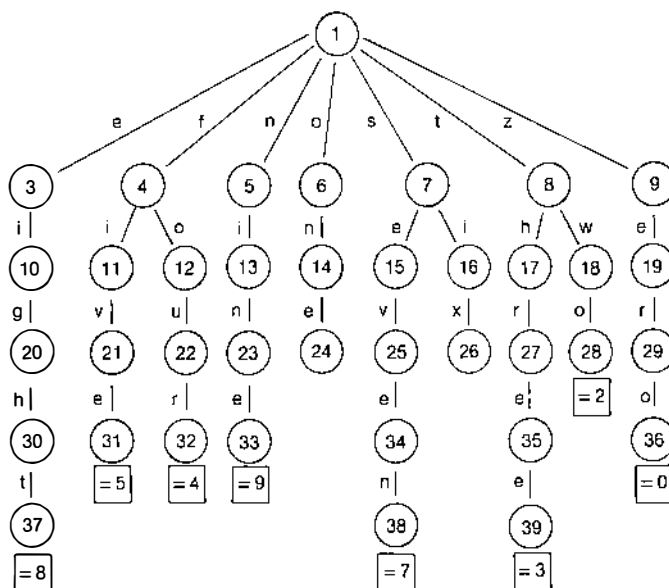 1
e f n o s t z
3 4 5 6 7 8 9
i i o i n e i h w e
10 11 12 13 14 15 16 17 18 19
g v u n e v x r o r
20 21 22 23 24 25 26 27 28 29
= 2
h e r e e e o
30 31 32 33 34 35 36
= 5 = 4 = 9 = 0
t n e
37 38 39
= 8 = 7 = 3